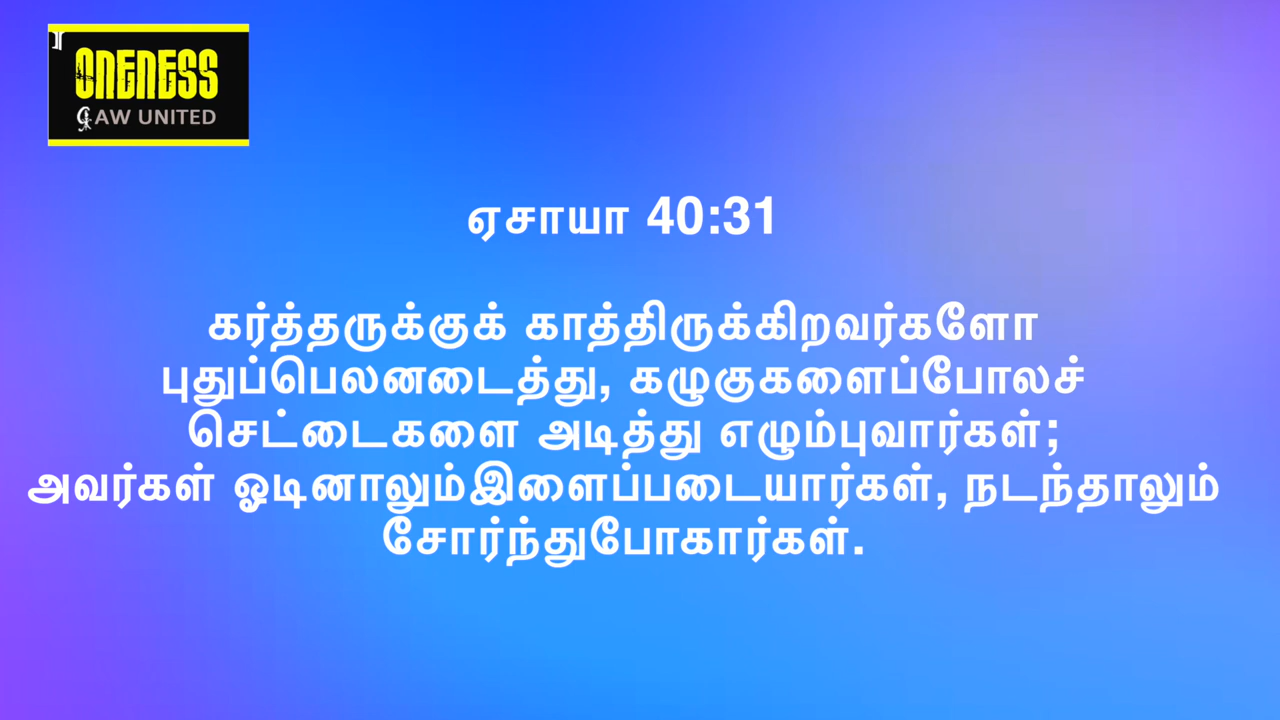 ONENESS
AW UNITED
ஏசாயா 40:31
கர்த்தருக்குக் காத்திருக்கிறவர்களோ
புதுப்பெலனடைத்து, கழுகுகளைப்போலச்
செட்டைகளை அடித்து எழும்புவார்கள்;
அவர்கள் ஓடினாலும்இளைப்படையார்கள், நடந்தாலும்
சோர்ந்துபோகார்கள்.